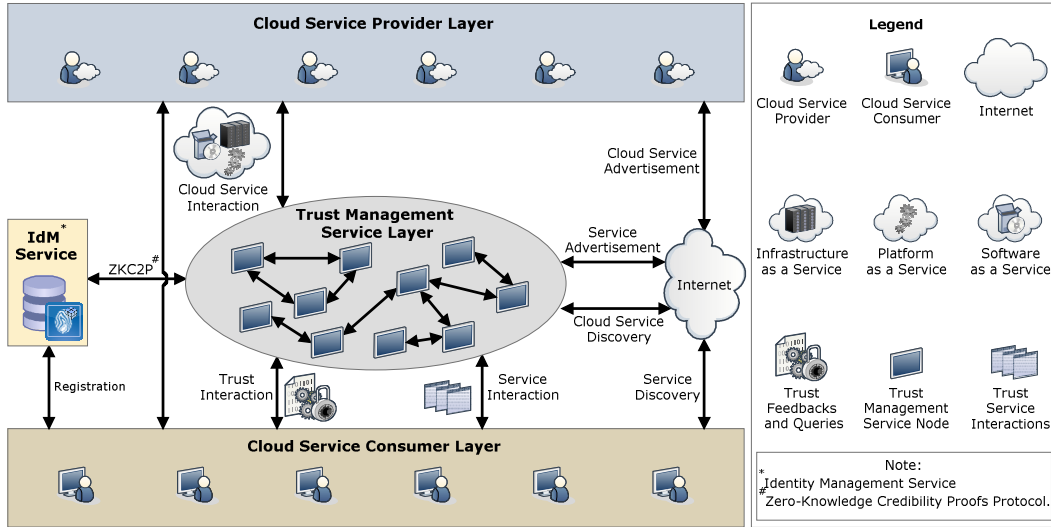 Cloud Service Provider Layer
Cloud Service
Interaction
Cloud Service
Advertisement
Trust Management
Service Layer
IdM*
Service
ZKC2P#
Service
Advertisement
Internet
Cloud Service
Discovery
Registration
Trust
Interaction
Service
Interaction
Service
Discovery
Cloud Service Consumer Layer
Legend
Cloud Service
Provider
Cloud Service
Consumer
Internet
Infrastructure
as a Service
Platform
as a Service
Software
as a Service
Trust
Feedbacks
and Queries
Trust
Management
Service Node
Trust
Service
Interactions
Note:
*Identity Management Service
#Zero-Knowledge Credibility Proofs Protocol.